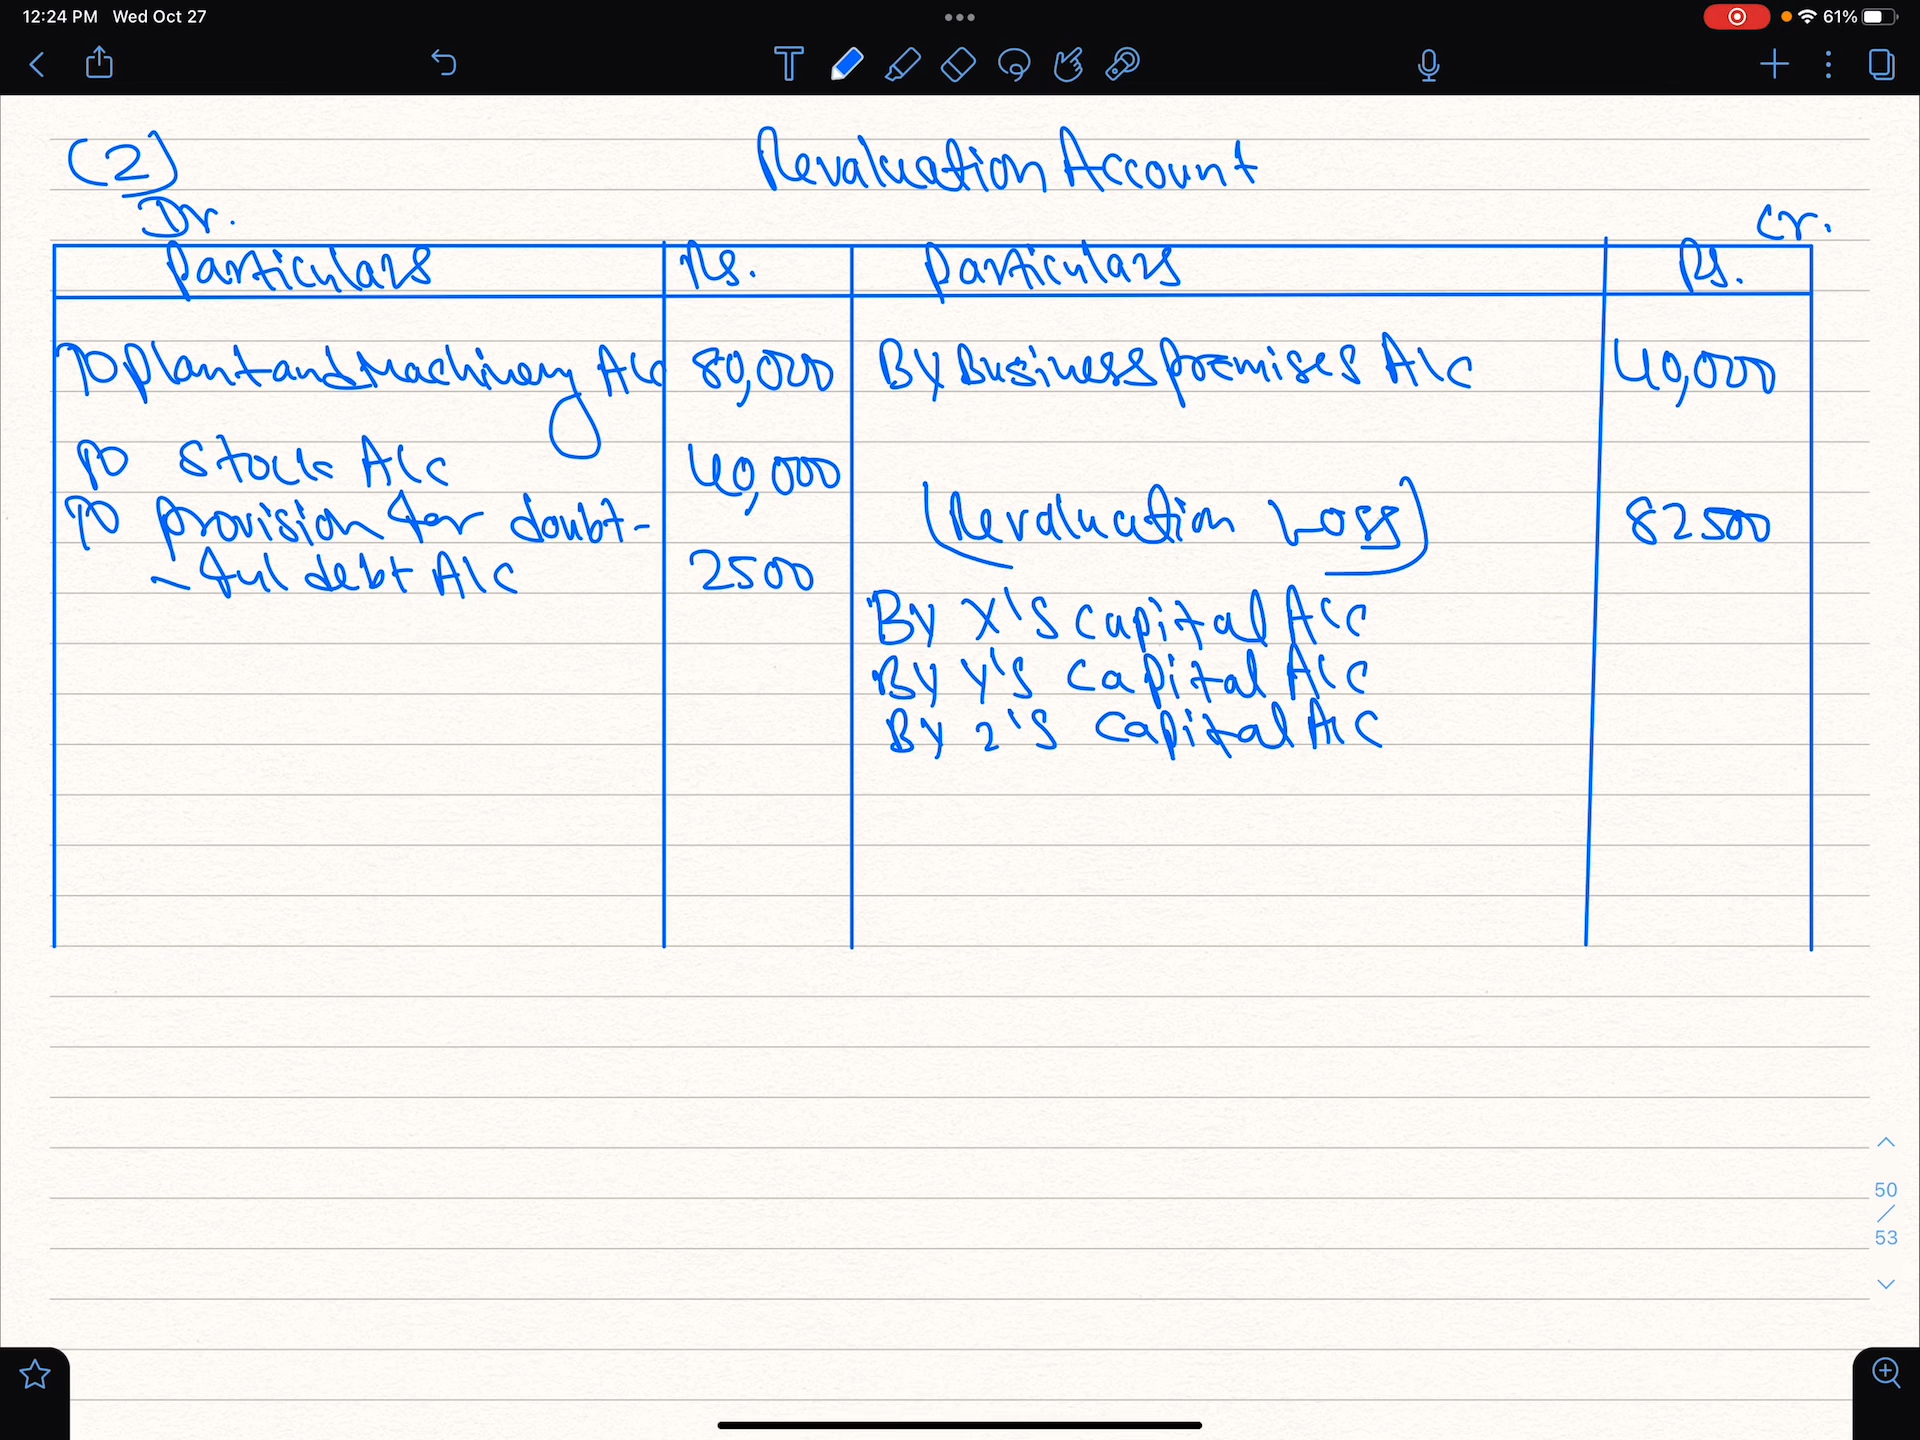 12:24 PM Wed Oct 27
61%
(2)
Revaluation Account
Dr.
Cr.
Particulars Rs. Particulars Rs.
To Plant and Machinery A/c 80,000 By Business Premises A/c 40,000
To Stock A/c 40,000
To provision for doubt- (Revaluation Loss) 82500
- ful debt A/c 2500
By X's Capital A/c
By Y's Capital A/c
By Z's Capital A/c
50
/
53